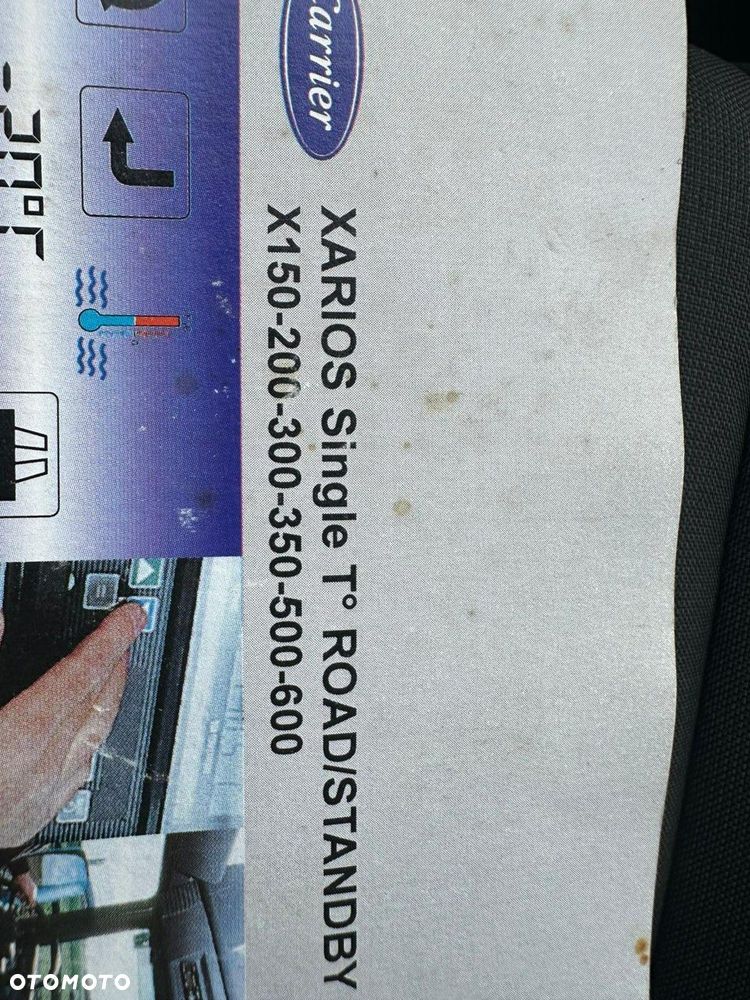 Carrier
XARIOS Single T° ROAD/STANDBY
X150-200-300-350-500-600
OTOMOTO